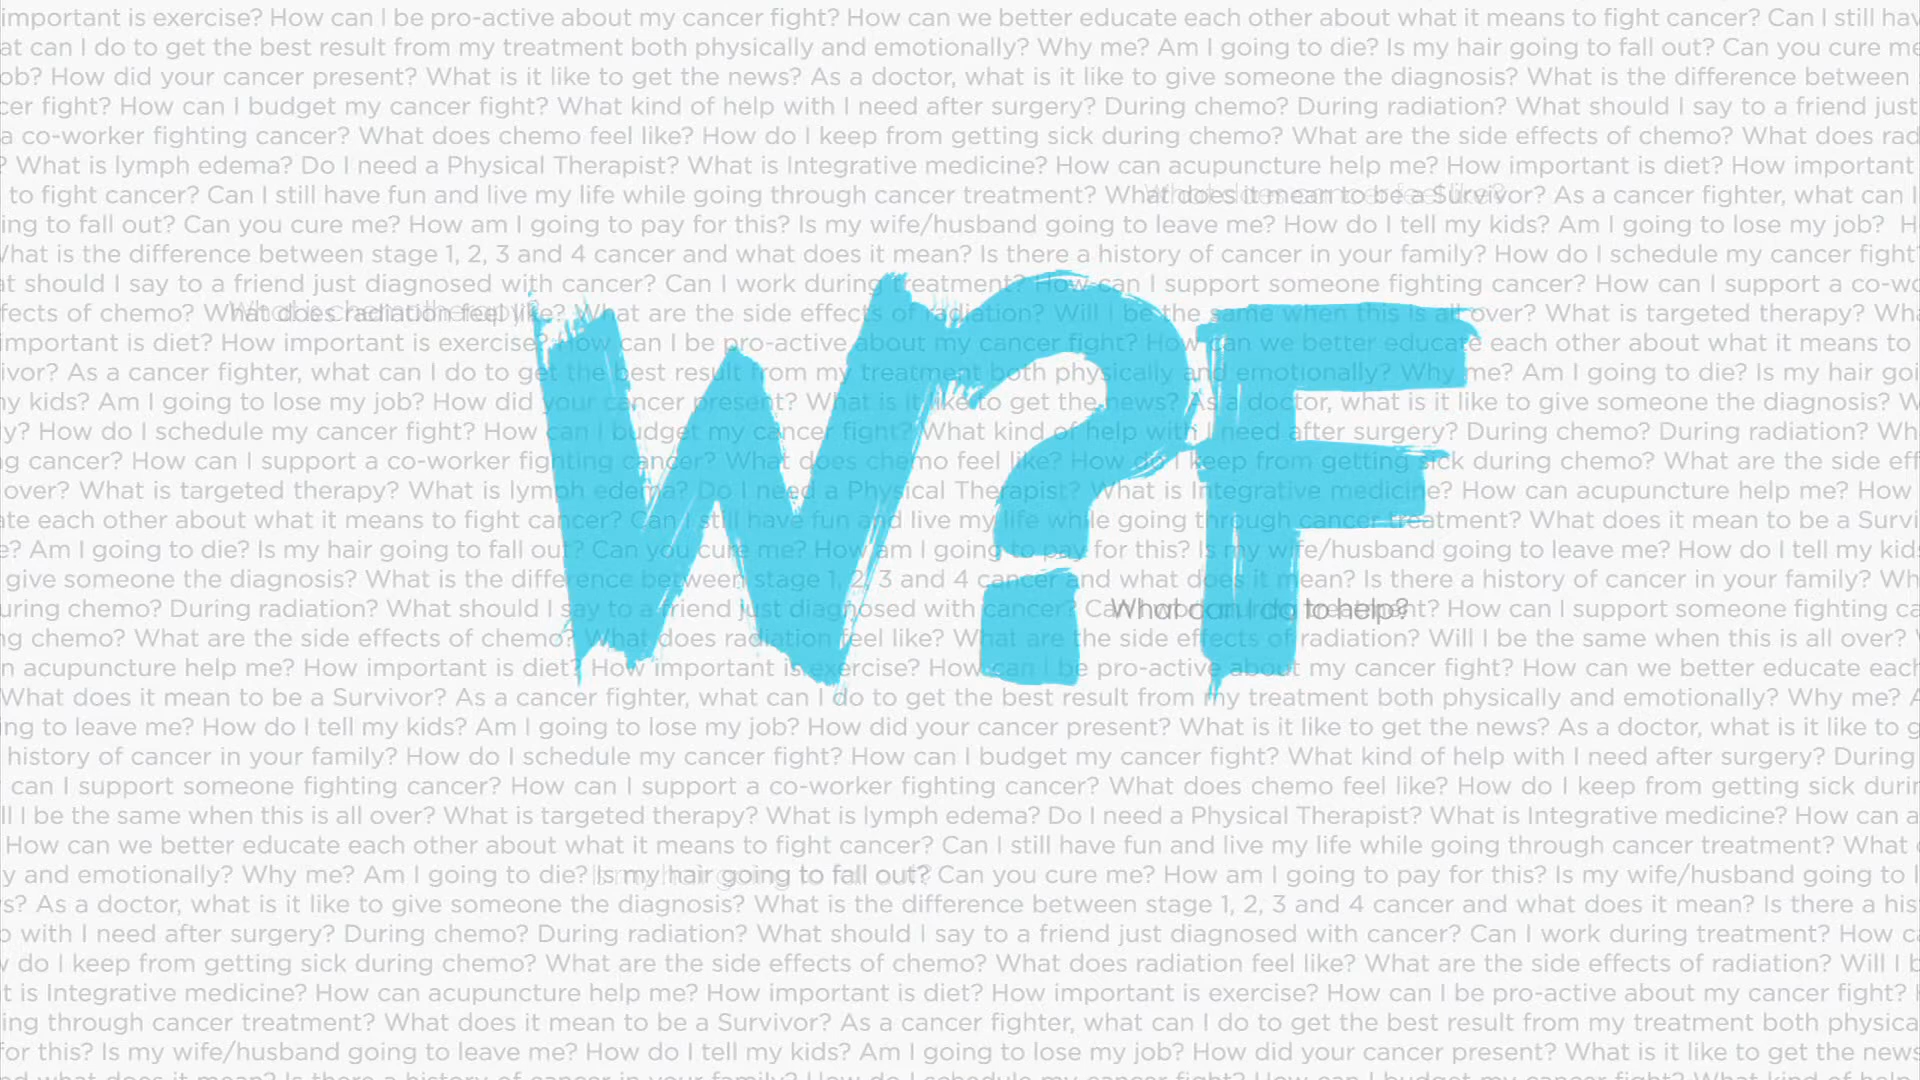 important is exercise? How can I be pro-active about my cancer fight? How can we better educate each other about what it means to fight cancer? Can I still hav
at can I do to get the best result from my treatment both physically and emotionally? Why me? Am I going to die? Is my hair going to fall out? Can you cure me
ob? How did your cancer present? What is it like to get the news? As a doctor, what is it like to give someone the diagnosis? What is the difference between
cer fight? How can I budget my cancer fight? What kind of help with I need after surgery? During chemo? During radiation? What should I say to a friend just
a co-worker fighting cancer? What does chemo feel like? How do I keep from getting sick during chemo? What are the side effects of chemo? What does rad
? What is lymph edema? Do I need a Physical Therapist? What is Integrative medicine? How can acupuncture help me? How important is diet? How important
to fight cancer? Can I still have fun and live my life while going through cancer treatment? What does it mean to be a Survivor? As a cancer fighter, what can I
ing to fall out? Can you cure me? How am I going to pay for this? Is my wife/husband going to leave me? How do I tell my kids? Am I going to lose my job? H
What is the difference between stage 1, 2, 3 and 4 cancer and what does it mean? Is there a history of cancer in your family? How do I schedule my cancer fight?
at should I say to a friend just diagnosed with cancer? Can I work during treatment? How can I support someone fighting cancer? How can I support a co-wo
fects of chemo? What does radiation feel like? What are the side effects of radiation? Will I be the same when this is all over? What is targeted therapy? Wh
important is diet? How important is exercise? How can I be pro-active about my cancer fight? How can we better educate each other about what it means to
ivor? As a cancer fighter, what can I do to get the best result from my treatment both physically and emotionally? Why me? Am I going to die? Is my hair goi
ny kids? Am I going to lose my job? How did your cancer present? What is it like to get the news? As a doctor, what is it like to give someone the diagnosis? W
y? How do I schedule my cancer fight? How can I budget my cancer fight? What kind of help with I need after surgery? During chemo? During radiation? Wh
W?F
g cancer? How can I support a co-worker fighting cancer? What does chemo feel like? How do I keep from getting sick during chemo? What are the side eff
over? What is targeted therapy? What is lymph edema? Do I need a Physical Therapist? What is Integrative medicine? How can acupuncture help me? How
ate each other about what it means to fight cancer? Can I still have fun and live my life while going through cancer treatment? What does it mean to be a Survi
e? Am I going to die? Is my hair going to fall out? Can you cure me? How am I going to pay for this? Is my wife/husband going to leave me? How do I tell my kids
give someone the diagnosis? What is the difference between stage 1, 2, 3 and 4 cancer and what does it mean? Is there a history of cancer in your family? Wh
uring chemo? During radiation? What should I say to a friend just diagnosed with cancer? Can I work during treatment? How can I support someone fighting can
What can I do to help?
ng chemo? What are the side effects of chemo? What does radiation feel like? What are the side effects of radiation? Will I be the same when this is all over? W
n acupuncture help me? How important is diet? How important is exercise? How can I be pro-active about my cancer fight? How can we better educate each
What does it mean to be a Survivor? As a cancer fighter, what can I do to get the best result from my treatment both physically and emotionally? Why me? A
ng to leave me? How do I tell my kids? Am I going to lose my job? How did your cancer present? What is it like to get the news? As a doctor, what is it like to g
history of cancer in your family? How do I schedule my cancer fight? How can I budget my cancer fight? What kind of help with I need after surgery? During
can I support someone fighting cancer? How can I support a co-worker fighting cancer? What does chemo feel like? How do I keep from getting sick durin
ll I be the same when this is all over? What is targeted therapy? What is lymph edema? Do I need a Physical Therapist? What is Integrative medicine? How can a
How can we better educate each other about what it means to fight cancer? Can I still have fun and live my life while going through cancer treatment? What
y and emotionally? Why me? Am I going to die? Is my hair going to fall out? Can you cure me? How am I going to pay for this? Is my wife/husband going to l
s? As a doctor, what is it like to give someone the diagnosis? What is the difference between stage 1, 2, 3 and 4 cancer and what does it mean? Is there a his
p with I need after surgery? During chemo? During radiation? What should I say to a friend just diagnosed with cancer? Can I work during treatment? How ca
v do I keep from getting sick during chemo? What are the side effects of chemo? What does radiation feel like? What are the side effects of radiation? Will I b
t is Integrative medicine? How can acupuncture help me? How important is diet? How important is exercise? How can I be pro-active about my cancer fight? H
ing through cancer treatment? What does it mean to be a Survivor? As a cancer fighter, what can I do to get the best result from my treatment both physica
for this? Is my wife/husband going to leave me? How do I tell my kids? Am I going to lose my job? How did your cancer present? What is it like to get the news
nd what does it mean? Is there a history of cancer in your family? How do I schedule my cancer fight? How can I budget my cancer fight? What kind of help